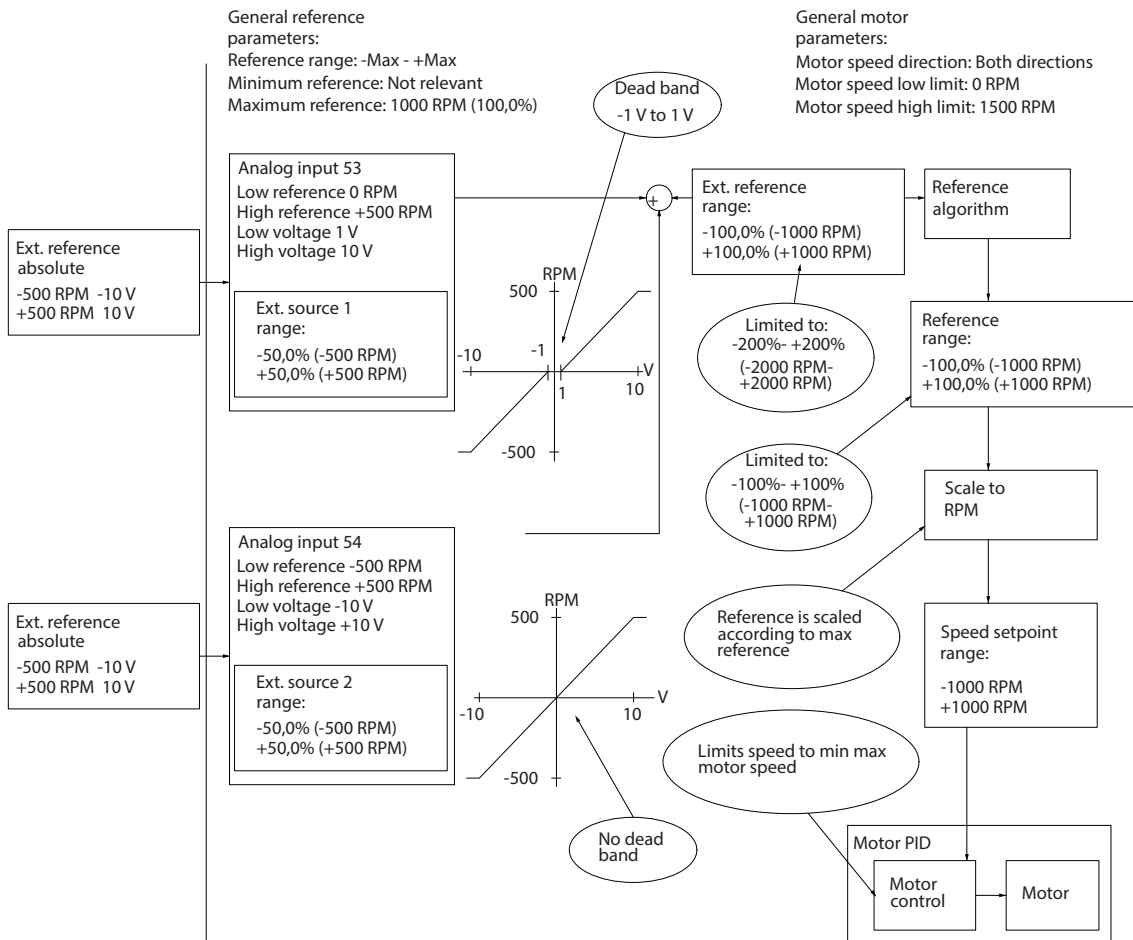 General reference
parameters:
Reference range: -Max - +Max
Minimum reference: Not relevant
Maximum reference: 1000 RPM (100,0%)
General motor
parameters:
Motor speed direction: Both directions
Motor speed low limit: 0 RPM
Motor speed high limit: 1500 RPM
Dead band
-1 V to 1 V
Ext. reference
absolute
-500 RPM -10 V
+500 RPM 10 V
Analog input 53
Low reference 0 RPM
High reference +500 RPM
Low voltage 1 V
High voltage 10 V
Ext. source 1
range:
-50,0% (-500 RPM)
+50,0% (+500 RPM)
RPM
500
-10
-1
V
1
10
-500
+
Ext. reference
range:
-100,0% (-1000 RPM)
+100,0% (+1000 RPM)
Reference
algorithm
Limited to:
-200%- +200%
(-2000 RPM-
+2000 RPM)
Reference
range:
-100,0% (-1000 RPM)
+100,0% (+1000 RPM)
Limited to:
-100%- +100%
(-1000 RPM-
+1000 RPM)
Scale to
RPM
Ext. reference
absolute
-500 RPM -10 V
+500 RPM 10 V
Analog input 54
Low reference -500 RPM
High reference +500 RPM
Low voltage -10 V
High voltage +10 V
Ext. source 2
range:
-50,0% (-500 RPM)
+50,0% (+500 RPM)
RPM
500
V
-10
10
-500
No dead
band
Reference is scaled
according to max
reference
Speed setpoint
range:
-1000 RPM
+1000 RPM
Limits speed to min max
motor speed
Motor PID
Motor
control
Motor